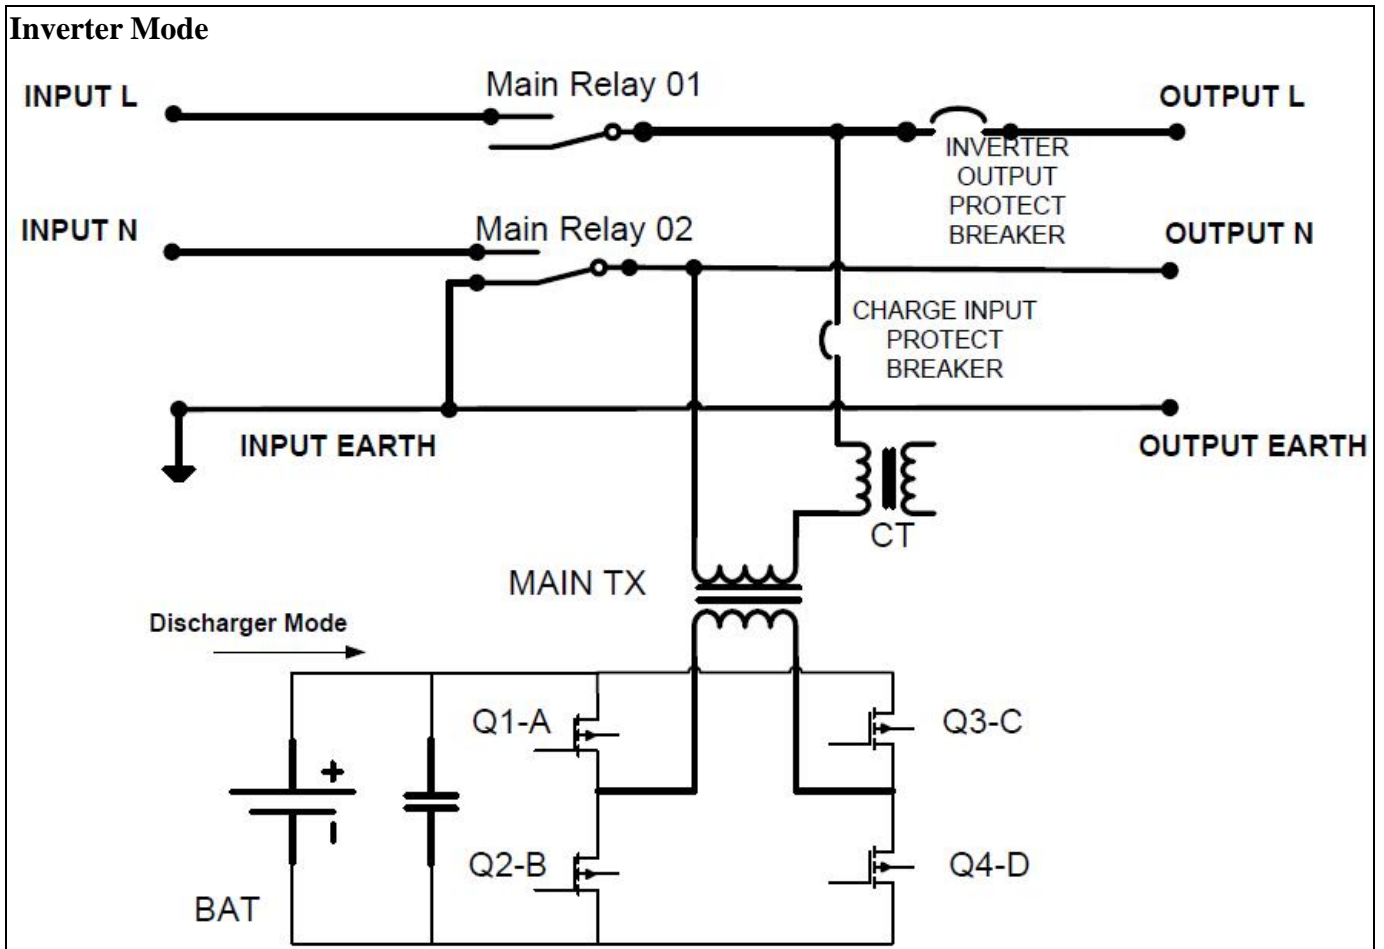 Inverter Mode
Main Relay 01
INPUT L
OUTPUT L
INVERTER
OUTPUT
PROTECT
BREAKER
INPUT N
Main Relay 02
OUTPUT N
CHARGE INPUT
PROTECT
BREAKER
INPUT EARTH
OUTPUT EARTH
CT
MAIN TX
Discharger Mode
Q1-A
Q3-C
+
Q2-B
Q4-D
BAT